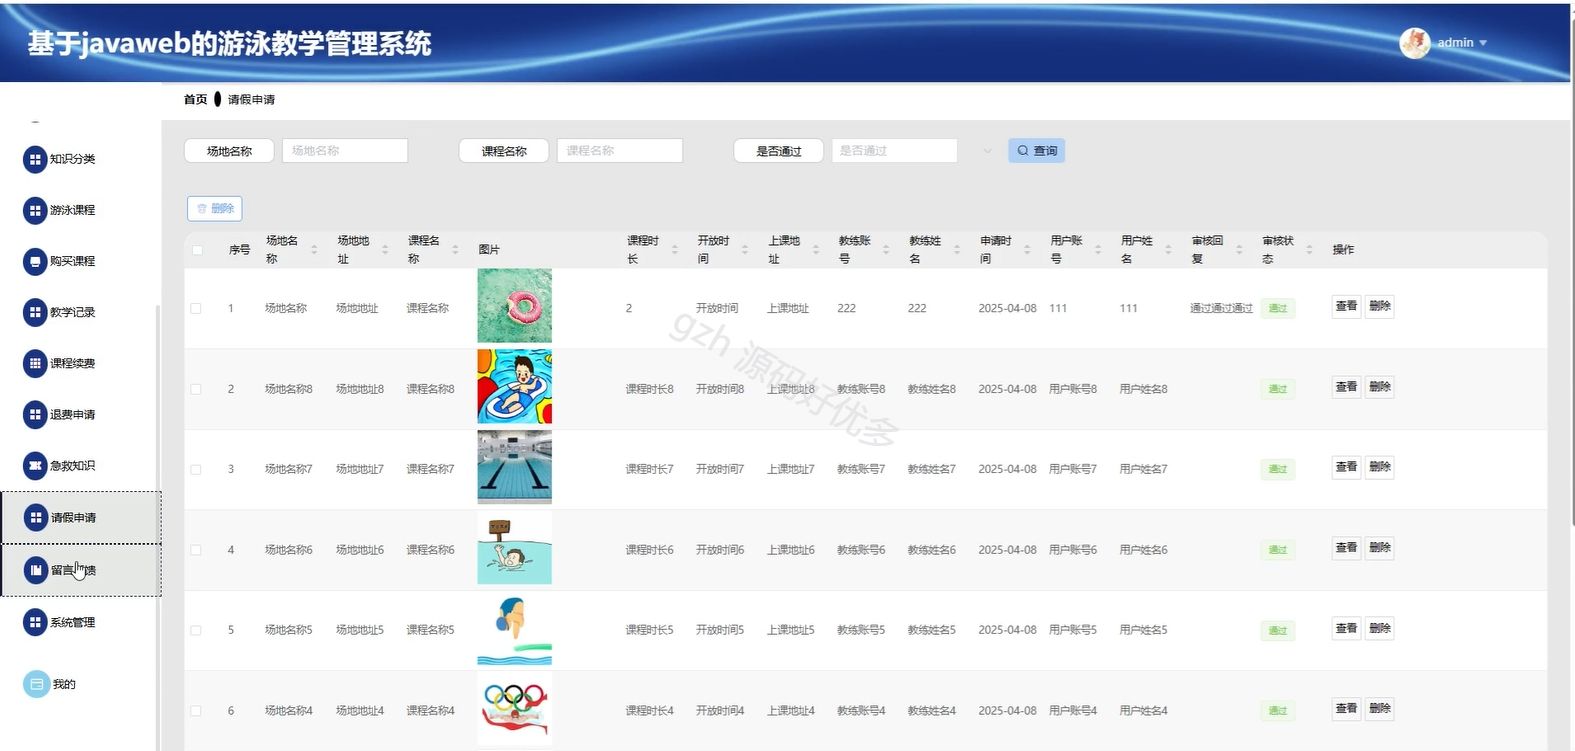 基于javaweb的游泳教学管理系统
admin
首页 请假申请
知识分类
游泳课程
购买课程
教学记录
课程续费
退费申请
急救知识
请假申请
留言 馈
系统管理
我的
场地名称 场地名称 课程名称 课程名称 是否通过 是否通过 查询
删除
序号 场地名称 场地地址 课程名称 图片 课程时长 开放时间 上课地址 教练账号 教练姓名 申请时间 用户账号 用户姓名 审核回复 审核状态 操作
1 场地名称 场地地址 课程名称 2 开放时间 上课地址 222 222 2025-04-08 111 111 通过通过通过 通过 查看 删除
2 场地名称8 场地地址8 课程名称8 课程时长8 开放时间8 上课地址8 教练账号8 教练姓名8 2025-04-08 用户账号8 用户姓名8 通过 查看 删除
3 场地名称7 场地地址7 课程名称7 课程时长7 开放时间7 上课地址7 教练账号7 教练姓名7 2025-04-08 用户账号7 用户姓名7 通过 查看 删除
4 场地名称6 场地地址6 课程名称6 课程时长6 开放时间6 上课地址6 教练账号6 教练姓名6 2025-04-08 用户账号6 用户姓名6 通过 查看 删除
5 场地名称5 场地地址5 课程名称5 课程时长5 开放时间5 上课地址5 教练账号5 教练姓名5 2025-04-08 用户账号5 用户姓名5 通过 查看 删除
6 场地名称4 场地地址4 课程名称4 课程时长4 开放时间4 上课地址4 教练账号4 教练姓名4 2025-04-08 用户账号4 用户姓名4 通过 查看 删除
gzh 源码好优多